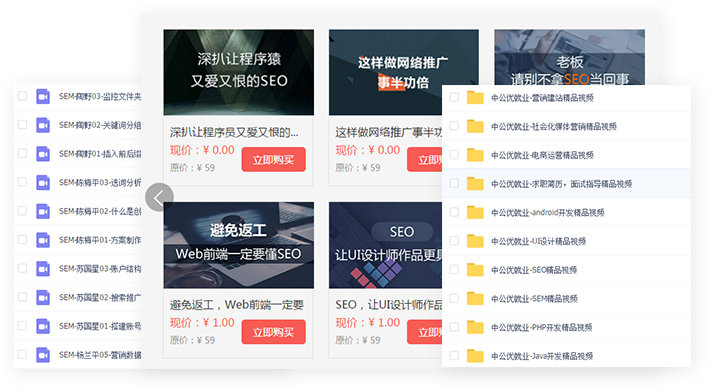 SEM-陶野03-监控文件夹
SEM-陶野02-关键词分组
SEM-陶野01-插入前后缀
SEM-陈脩平03-选词分析
SEM-陈脩平02-什么是创
SEM-陈脩平01-方案制作
SEM-苏国星03-帐户结构
SEM-苏国星02-搜索推广
SEM-苏国星01-搭建账号
SEM-杨兰平05-营销数据
深扒让程序猿
又爱又恨的SEO
深扒让程序员又爱又恨的...
现价：¥ 0.00
原价：¥ 59
立即购买
这样做网络推广
事半功倍
这样做网络推广事半功
现价：¥ 0.00
原价：¥ 59
立即购
老板
请别不拿SEO当回事
避免返工
Web前端一定要懂SEO
避免返工，Web前端一定要
现价：¥ 1.00
原价：¥ 59
立即购买
SEO
让UI设计师作品更具
SEO，让UI设计师作品
现价：¥ 1.00
原价：¥ 59
立即购
中公优就业-营销建站精品视频
中公优就业-社会化媒体营销精品视频
中公优就业-电商运营精品视频
中公优就业-求职简历，面试指导精品视频
中公优就业-android开发精品视频
中公优就业-UI设计精品视频
中公优就业-SEO精品视频
中公优就业-SEM精品视频
中公优就业-PHP开发精品视频
中公优就业-Java开发精品视频